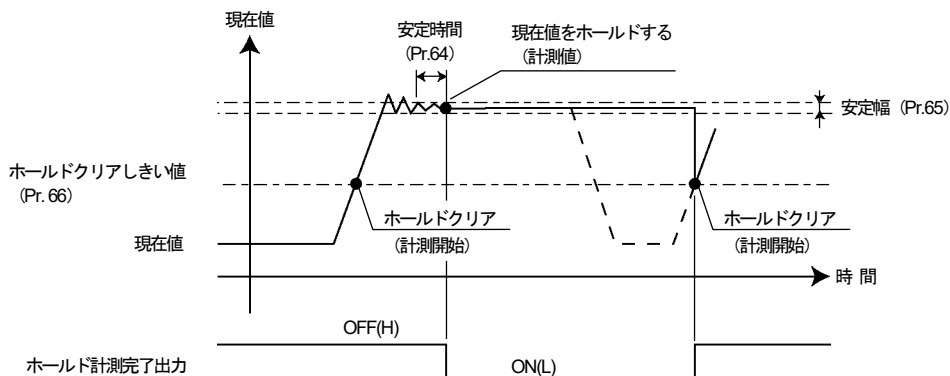 現在値
安定時間
(Pr.64)
現在値をホールドする
(計測値)
安定幅 (Pr.65)
ホールドクリアしきい値
(Pr. 66)
ホールドクリア
(計測開始)
ホールドクリア
(計測開始)
現在値
時 間
OFF(H)
ホールド計測完了出力
ON(L)